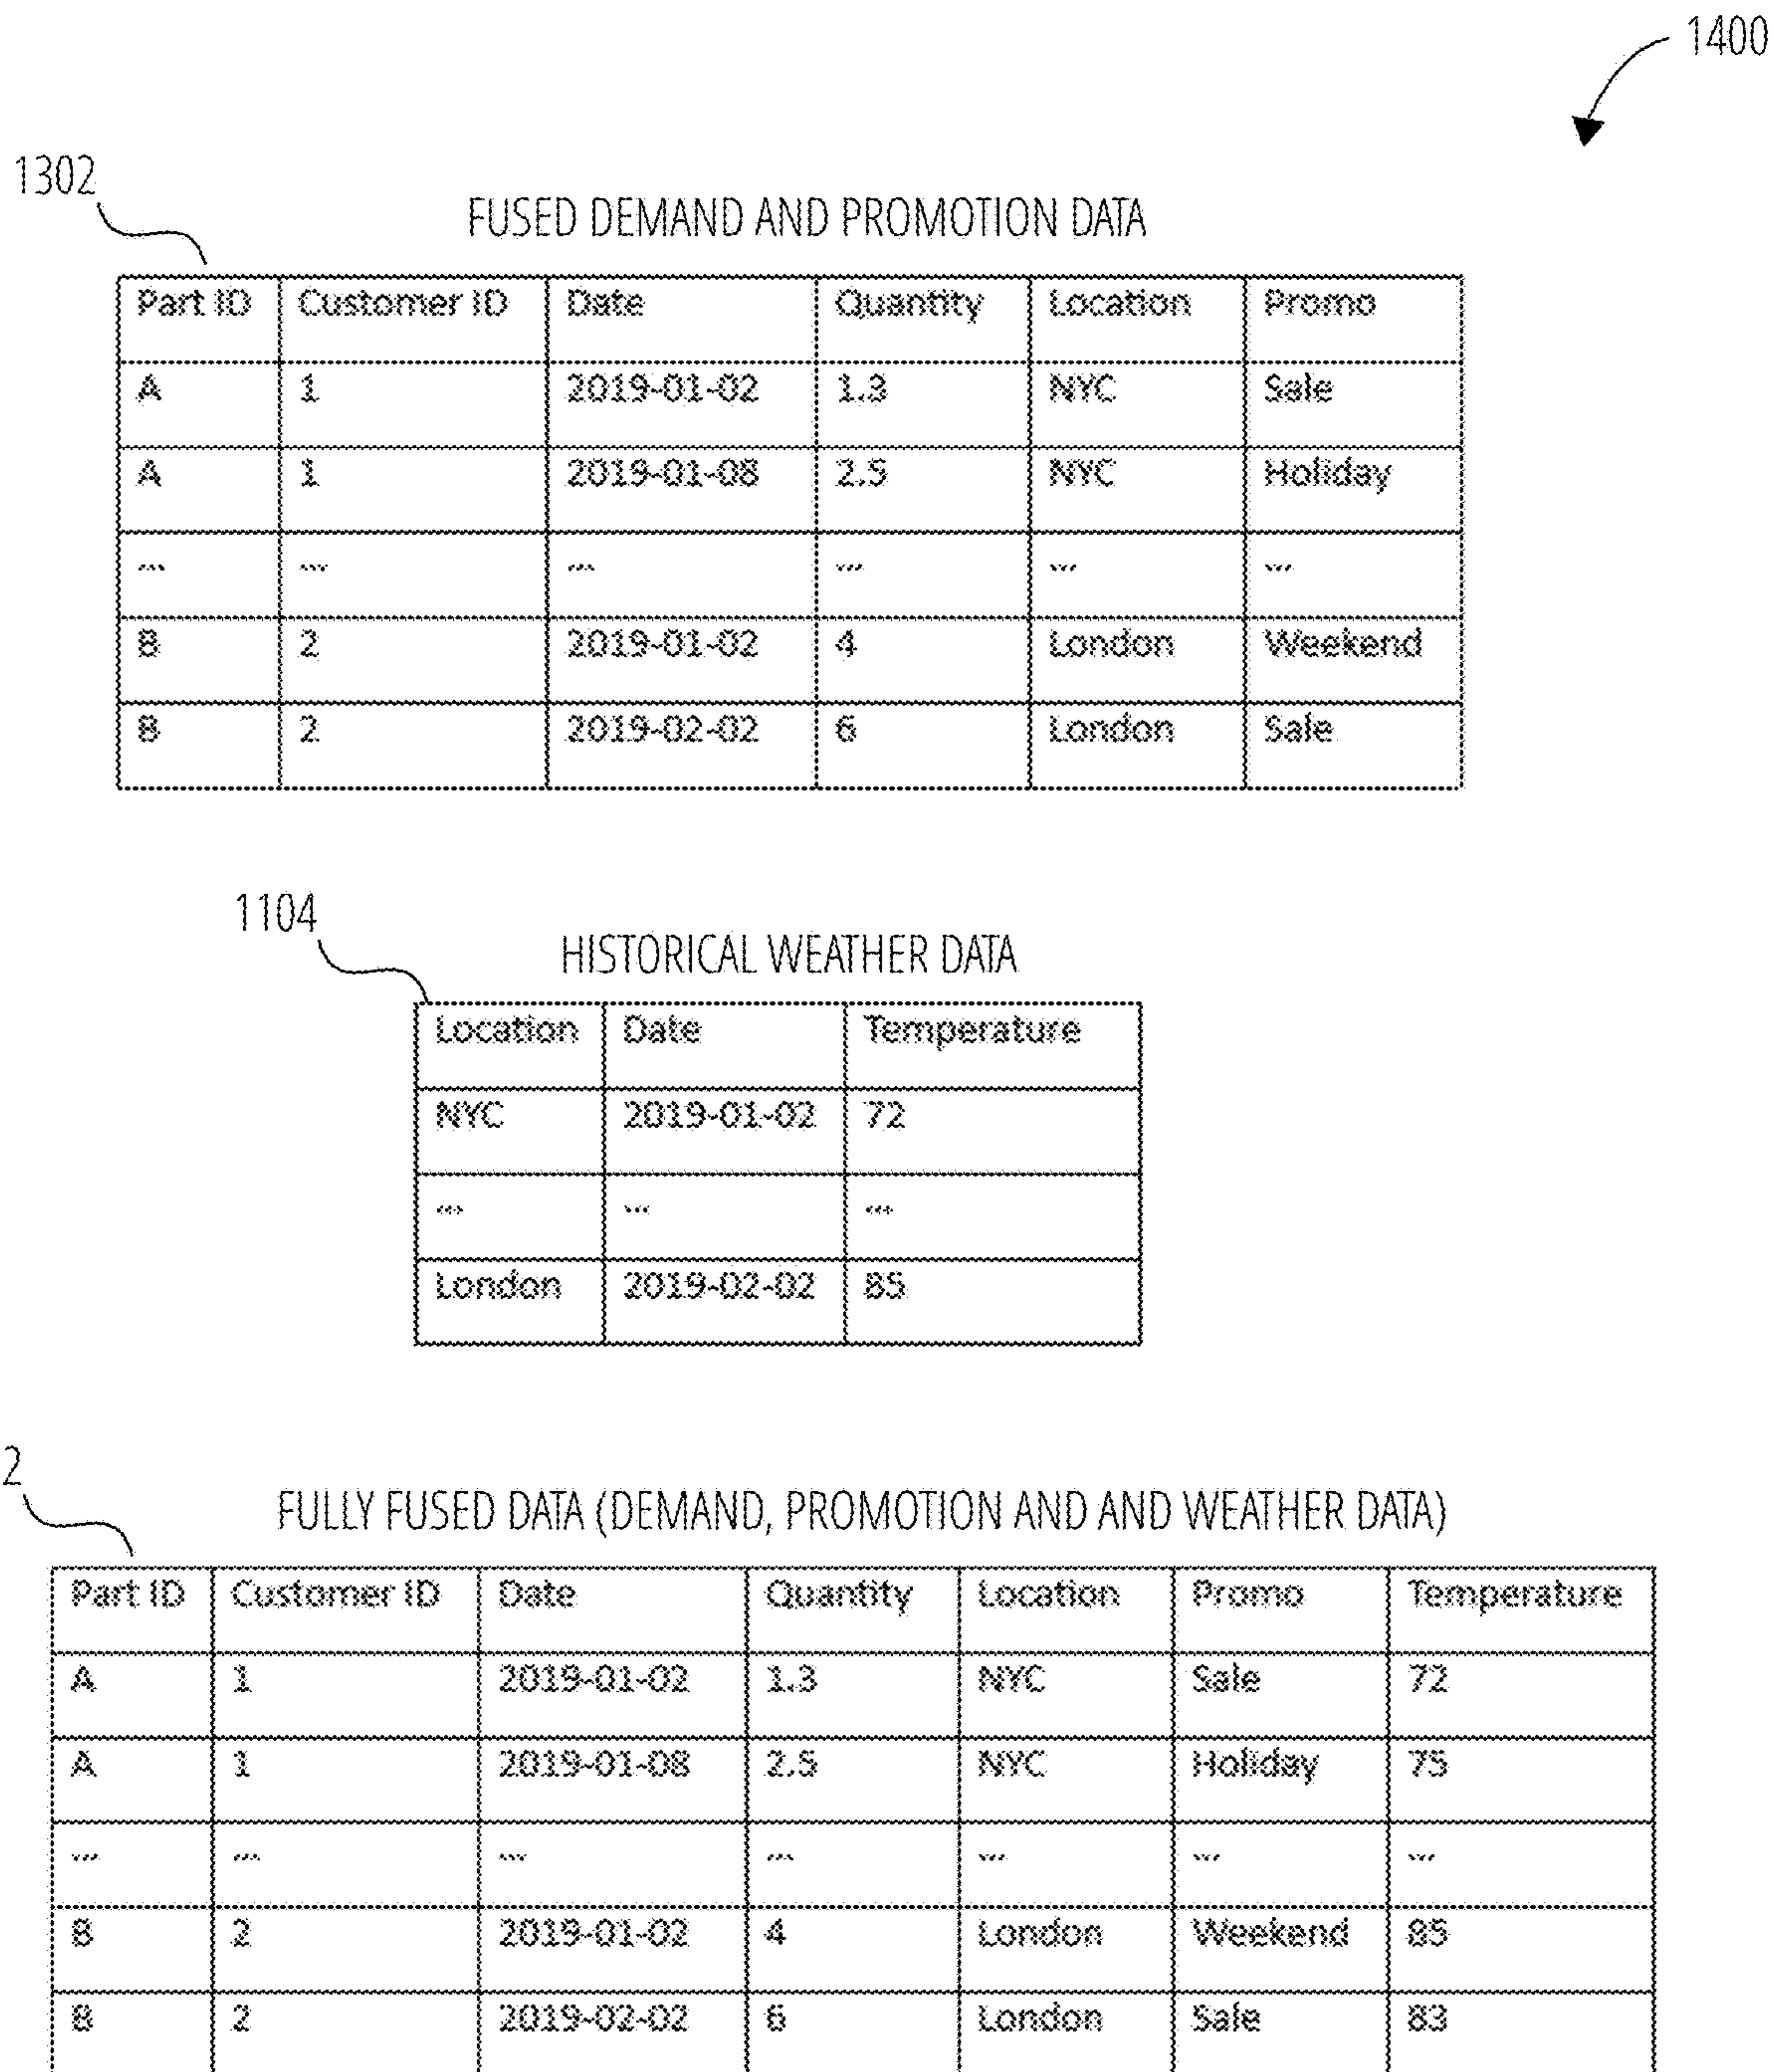 1400
1302
FUSED DEMAND AND PROMOTION DATA
Part ID Customer ID Date Quantity Location Promo
A 1 2019-01-02 1.3 NYC Sale
A 1 2019-01-08 2.5 NYC Holiday
... ... ... ... ... ...
B 2 2019-01-02 4 London Weekend
B 2 2019-02-02 6 London Sale
1104
HISTORICAL WEATHER DATA
Location Date Temperature
NYC 2019-01-02 72
... ... ...
London 2019-02-02 85
2
FULLY FUSED DATA (DEMAND, PROMOTION AND AND WEATHER DATA)
Part ID Customer ID Date Quantity Location Promo Temperature
A 1 2019-01-02 1.3 NYC Sale 72
A 1 2019-01-08 2.5 NYC Holiday 75
... ... ... ... ... ... ...
B 2 2019-01-02 4 London Weekend 85
B 2 2019-02-02 6 London Sale 83